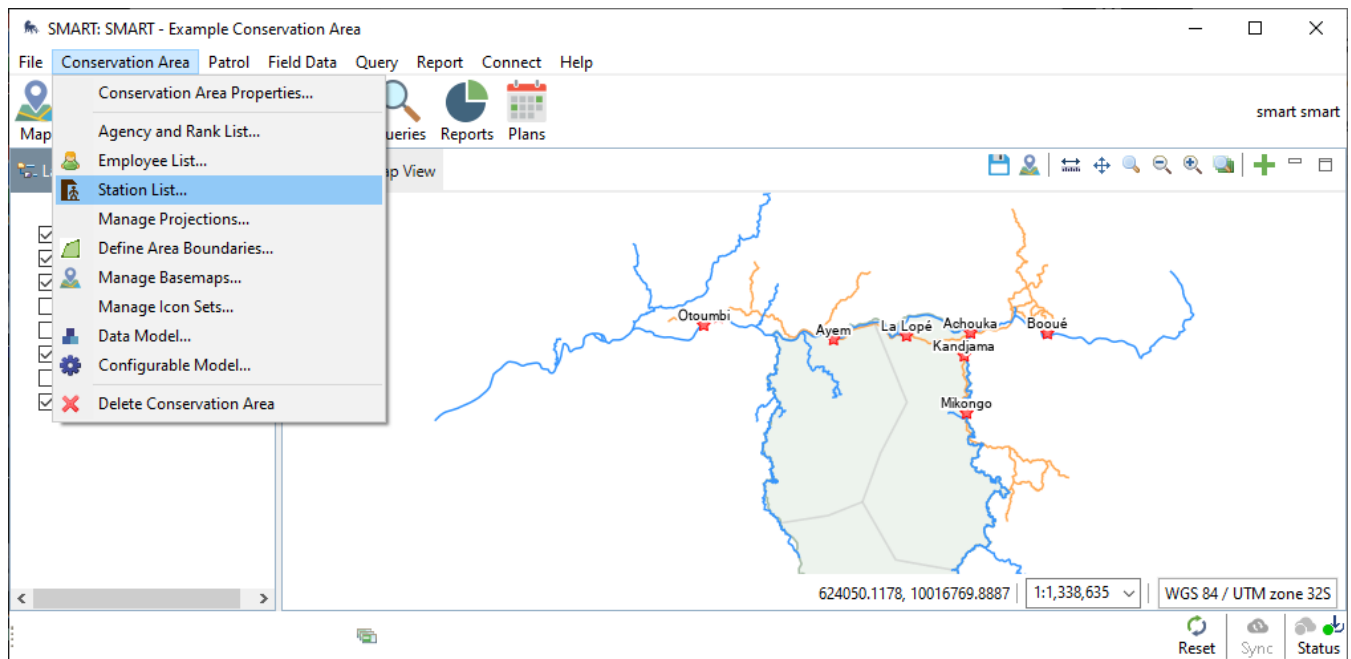 SMART: SMART - Example Conservation Area
File Conservation Area Patrol Field Data Query Report Connect Help
Conservation Area Properties...
Agency and Rank List...
Employee List...
Station List...
Manage Projections...
Define Area Boundaries...
Manage Basemaps...
Manage Icon Sets...
Data Model...
Configurable Model...
Delete Conservation Area
Map ueries Reports Plans
smart smart
L ap View
Otoumbi
Ayem
La Lopé
Achouka
Booué
Kandjama
Mikongo
624050.1178, 10016769.8887 1:1,338,635 WGS 84 / UTM zone 32S
Reset Sync Status